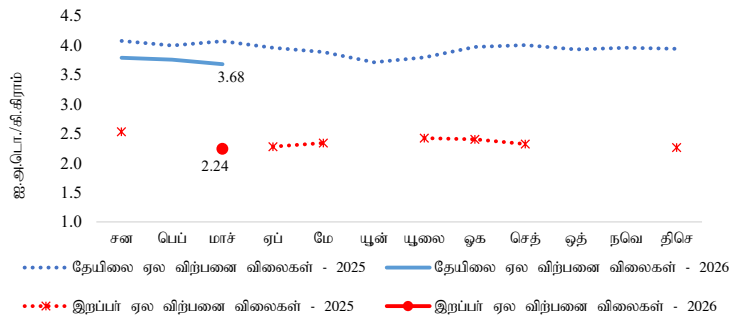 4.5
4.0
3.5
3.0
2.5
2.0
1.5
1.0
ஐ.அ.டொ./கி.கிராம்
3.68
2.24
சன பெப் மாச் ஏப் மே யூன் யூலை ஓக செத் ஒத் நவெ திசெ
தேயிலை ஏல விற்பனை விலைகள் - 2025 தேயிலை ஏல விற்பனை விலைகள் - 2026
இறப்பர் ஏல விற்பனை விலைகள் - 2025 இறப்பர் ஏல விற்பனை விலைகள் - 2026